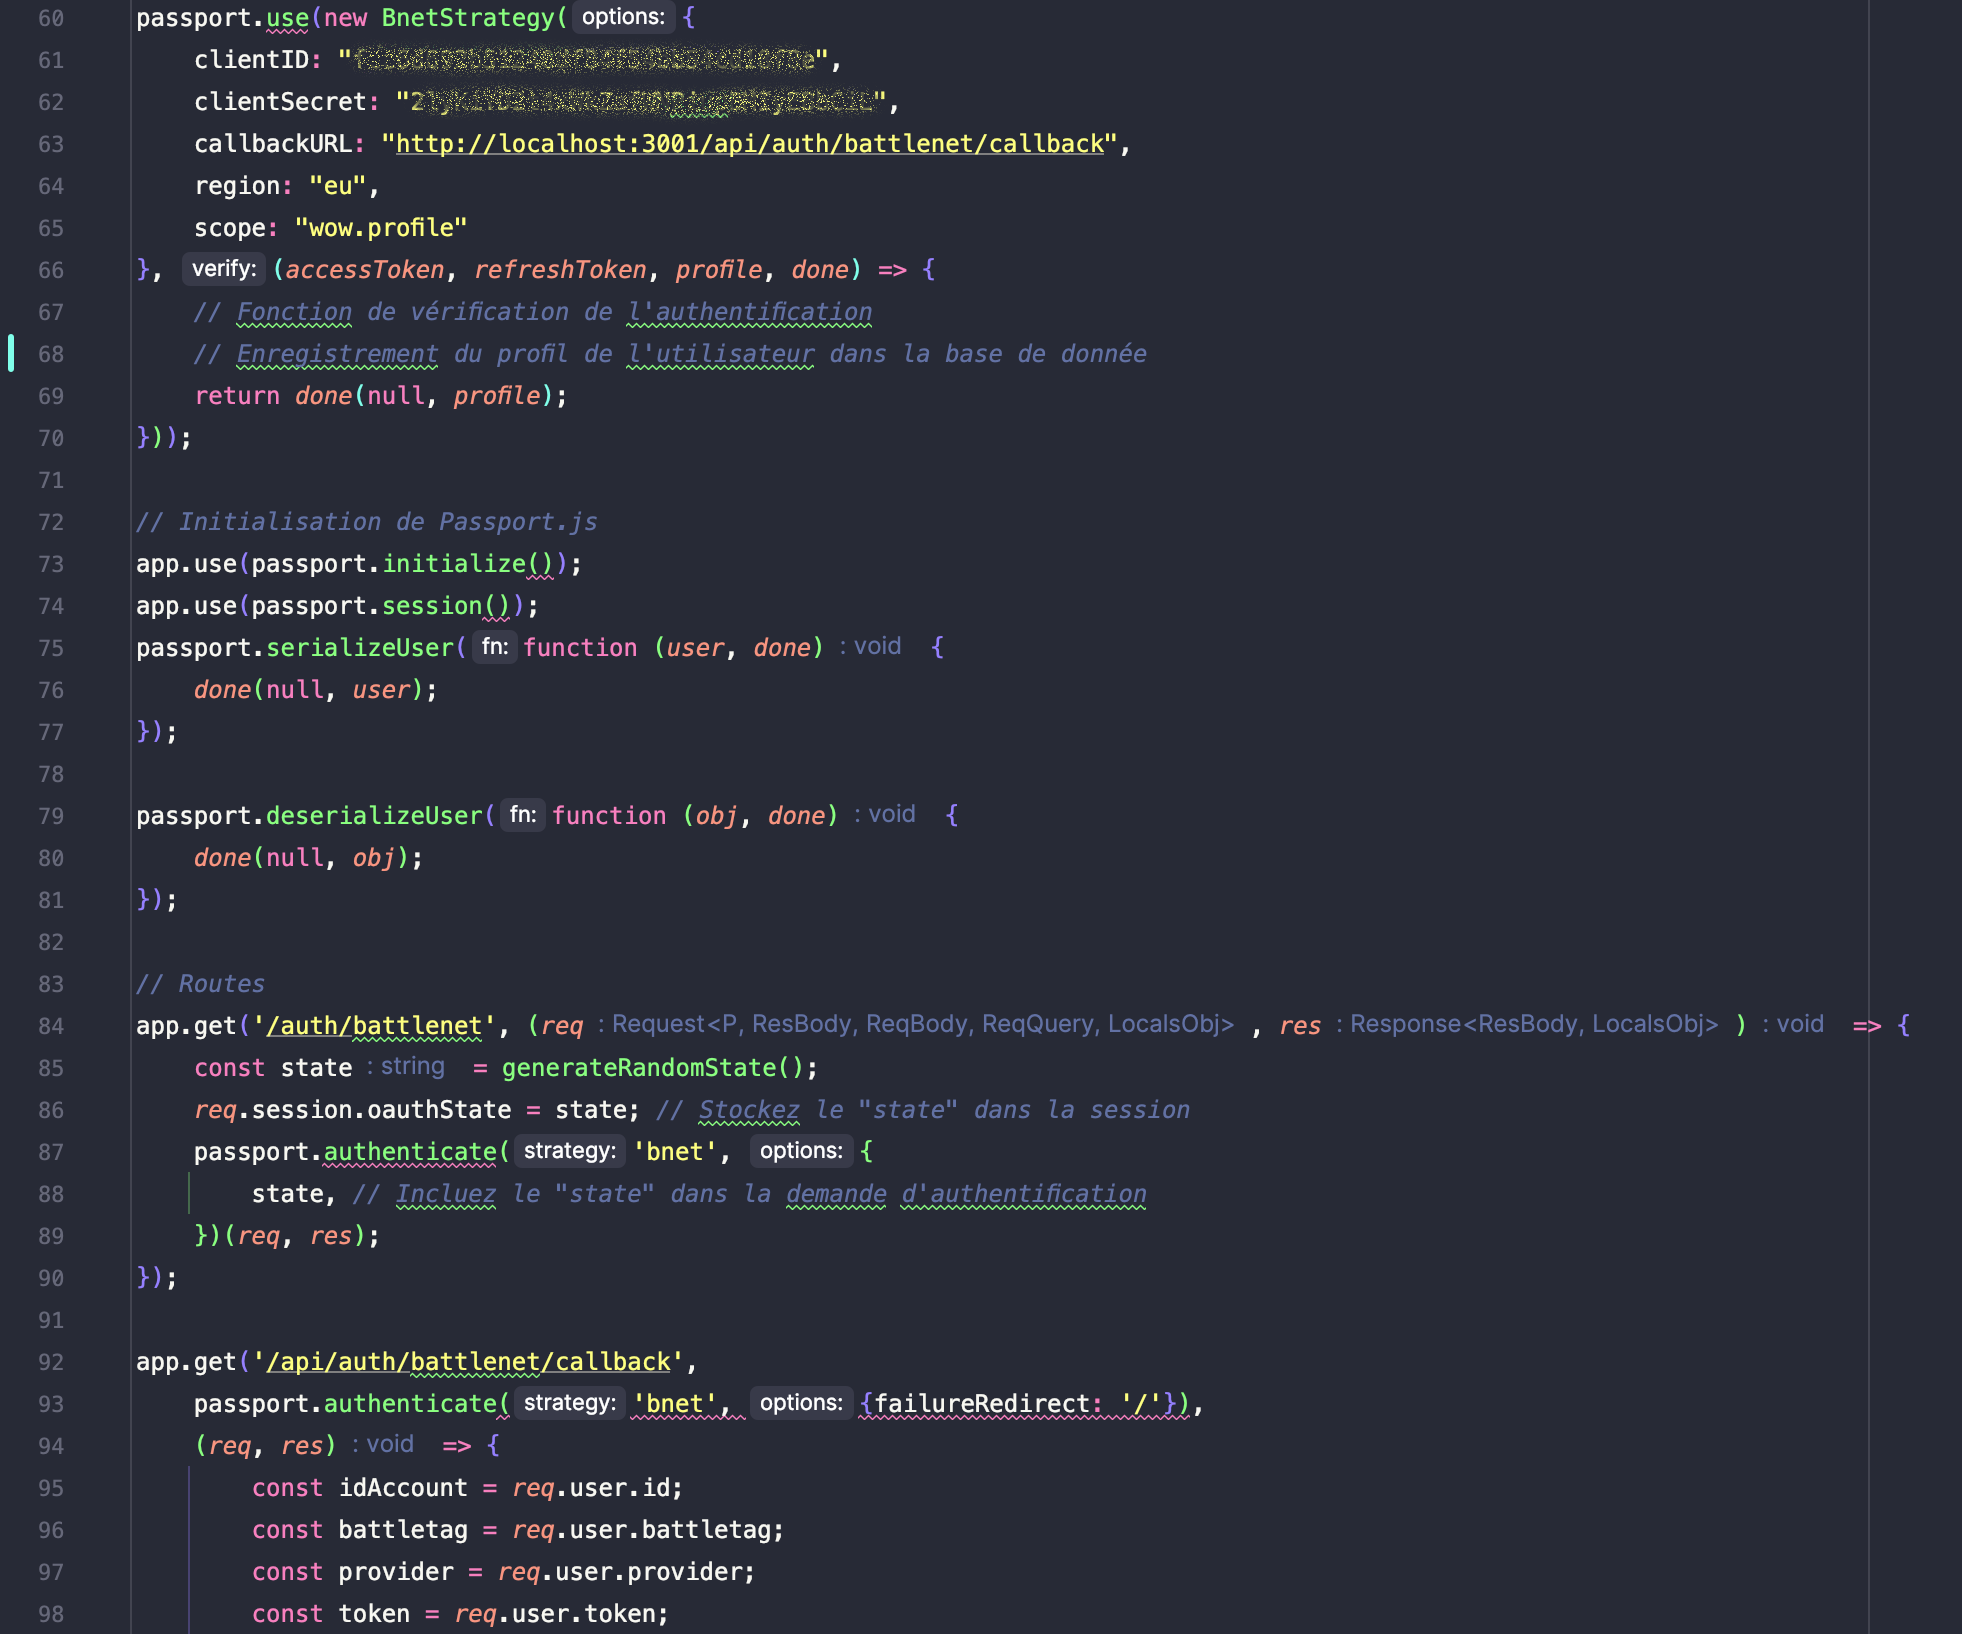 60 passport.use(new BnetStrategy( options: {
61 clientID: "",
62 clientSecret: "",
63 callbackURL: "http://localhost:3001/api/auth/battlenet/callback",
64 region: "eu",
65 scope: "wow.profile"
66 }, verify: (accessToken, refreshToken, profile, done) => {
67 // Fonction de vérification de l'authentification
68 // Enregistrement du profil de l'utilisateur dans la base de donnée
69 return done(null, profile);
70 }));
71
72 // Initialisation de Passport.js
73 app.use(passport.initialize());
74 app.use(passport.session());
75 passport.serializeUser( fn: function (user, done) : void {
76 done(null, user);
77 });
78
79 passport.deserializeUser( fn: function (obj, done) : void {
80 done(null, obj);
81 });
82
83 // Routes
84 app.get('/auth/battlenet', (req : Request<P, ResBody, ReqBody, ReqQuery, LocalsObj> , res : Response<ResBody, LocalsObj> ) : void => {
85 const state : string = generateRandomState();
86 req.session.oauthState = state; // Stockez le "state" dans la session
87 passport.authenticate( strategy: 'bnet', options: {
88 state, // Incluez le "state" dans la demande d'authentification
89 })(req, res);
90 });
91
92 app.get('/api/auth/battlenet/callback',
93 passport.authenticate( strategy: 'bnet', options: {failureRedirect: '/'}),
94 (req, res) : void => {
95 const idAccount = req.user.id;
96 const battletag = req.user.battletag;
97 const provider = req.user.provider;
98 const token = req.user.token;